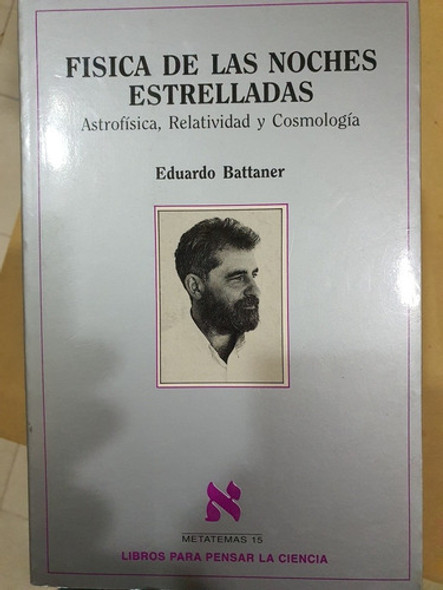 FISICA DE LAS NOCHES
ESTRELLADAS
Astrofísica, Relatividad y Cosmología
Eduardo Battaner
א
METATEMAS 15
LIBROS PARA PENSAR LA CIENCIA